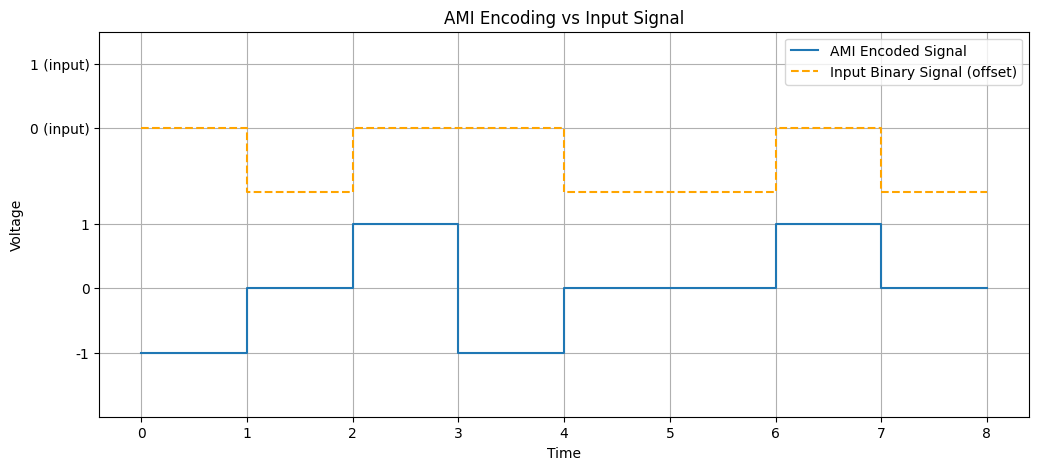 AMI Encoding vs Input Signal
AMI Encoded Signal
Input Binary Signal (offset)
1 (input)
0 (input)
1
0
-1
Voltage
0 1 2 3 4 5 6 7 8
Time